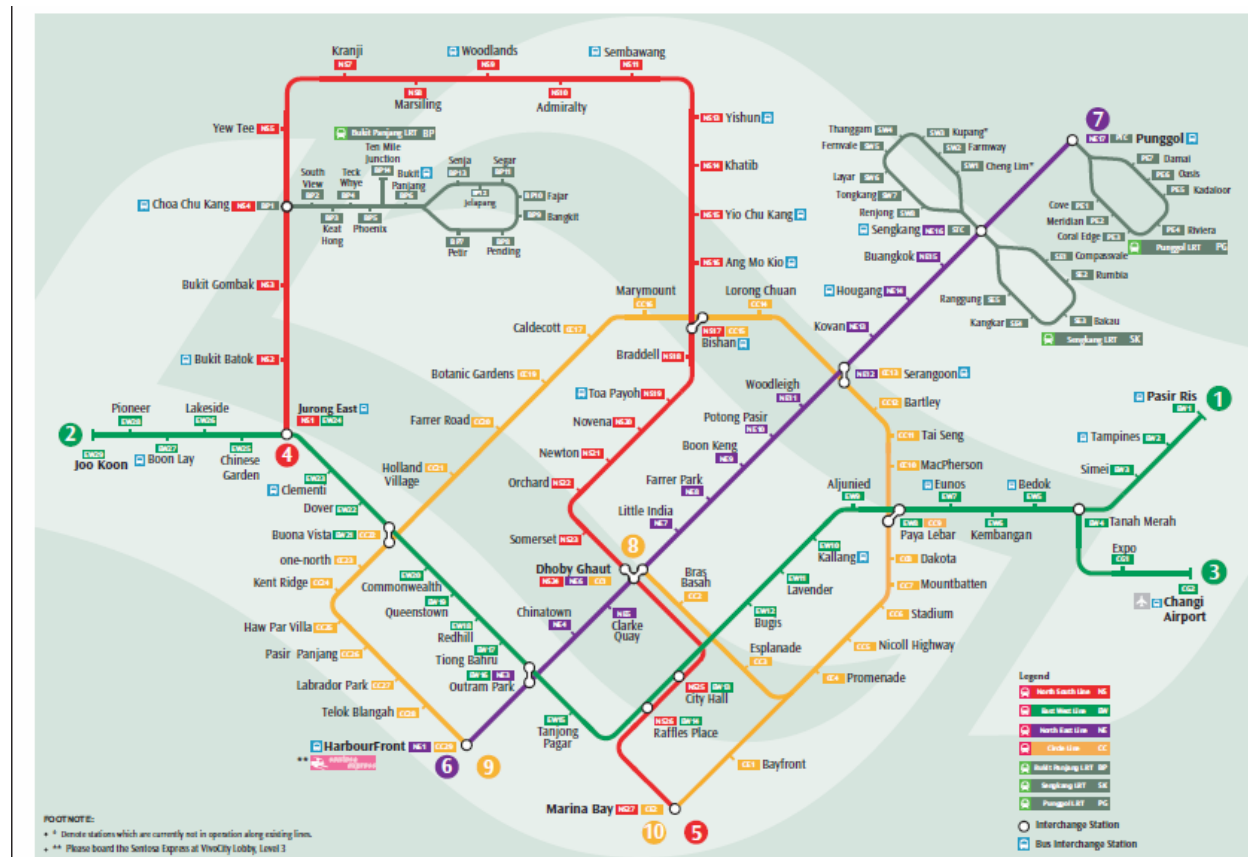 Kranji
NS7
Woodlands
NS9
Sembawang
NS11
NS8
Marsiling
NS10
Admiralty
Yew Tee NS5
Bukit Panjang LRT BP
Ten Mile
Junction
BP14
South
View
BP2
Teck
Whye
BP4
Bukit
Panjang
BP6
Senja
BP13
Segar
BP11
BP12
Jelapang
BP10 Fajar
BP9 Bangkit
Choa Chu Kang NS4 BP1
BP3
Keat
Hong
BP5
Phoenix
BP7
Petir
BP8
Pending
NS13 Yishun
NS14 Khatib
NS15 Yio Chu Kang
NS16 Ang Mo Kio
Thanggam SW4
Fernvale SW5
Layar SW6
Tongkang SW7
Renjong SW8
SW3 Kupang*
SW2 Farmway
SW1 Cheng Lim*
7
NE17 PTC Punggol
PE7 Damai
PE6 Oasis
PE5 Kadaloor
Cove PE1
Meridian PE2
Coral Edge PE3
PE4 Riviera
Punggol LRT PG
Sengkang NE16 STC
Buangkok NE15
Hougang NE14
Kovan NE13
SE1 Compassvale
SE2 Rumbia
Ranggung SE5
Kangkar SE4
SE3 Bakau
Sengkang LRT SK
Bukit Gombak NS3
Bukit Batok NS2
Marymount
CC16
Lorong Chuan
CC14
Caldecott CC17
NS17 CC15
Bishan
Braddell NS18
Botanic Gardens CC19
Toa Payoh NS19
Farrer Road CC20
Novena NS20
Newton NS21
Orchard NS22
Somerset NS23
Holland
Village CC21
NE12 CC13 Serangoon
Woodleigh
NE11
Potong Pasir
NE10
Boon Keng
NE9
Farrer Park
NE8
Little India
NE7
CC12 Bartley
CC11 Tai Seng
CC10 MacPherson
Pasir Ris
EW1
1
Tampines EW2
Simei EW3
2
EW29
Joo Koon
Pioneer
EW28
EW27
Boon Lay
Lakeside
EW26
EW25
Chinese
Garden
Jurong East
NS1 EW24
4
EW23
Clementi
Dover EW22
Buona Vista EW21 CC22
one-north CC23
Kent Ridge CC24
Haw Par Villa CC25
Pasir Panjang CC26
Labrador Park CC27
Telok Blangah CC28
HarbourFront NE1 CC29
** sentosa express
6
9
EW20
Commonwealth
EW19
Queenstown
EW18
Redhill
EW17
Tiong Bahru
EW16 NE3
Outram Park
EW15
Tanjong
Pagar
8
Dhoby Ghaut
NS24 NE6 CC1
Chinatown
NE4
NE5
Clarke
Quay
Bras
Basah
CC2
Esplanade
CC3
Aljunied
EW9
EW10
Kallang
EW11
Lavender
EW12
Bugis
NS25 EW13
City Hall
NS26 EW14
Raffles Place
Eunos
EW7
Bedok
EW5
EW8 CC9
Paya Lebar
EW6
Kembangan
EW4 Tanah Merah
Expo
CG1
3
CG2
Changi
Airport
CC8 Dakota
CC7 Mountbatten
CC6 Stadium
CC5 Nicoll Highway
CC4 Promenade
CE1 Bayfront
Marina Bay NS27 CE2
10
5
Legend
North South Line NS
East West Line EW
North East Line NE
Circle Line CC
Bukit Panjang LRT BP
Sengkang LRT SK
Punggol LRT PG
Interchange Station
Bus Interchange Station
FOOTNOTE:
* Denote stations which are currently not in operation along existing lines.
** Please board the Sentosa Express at VivoCity Lobby, Level 3